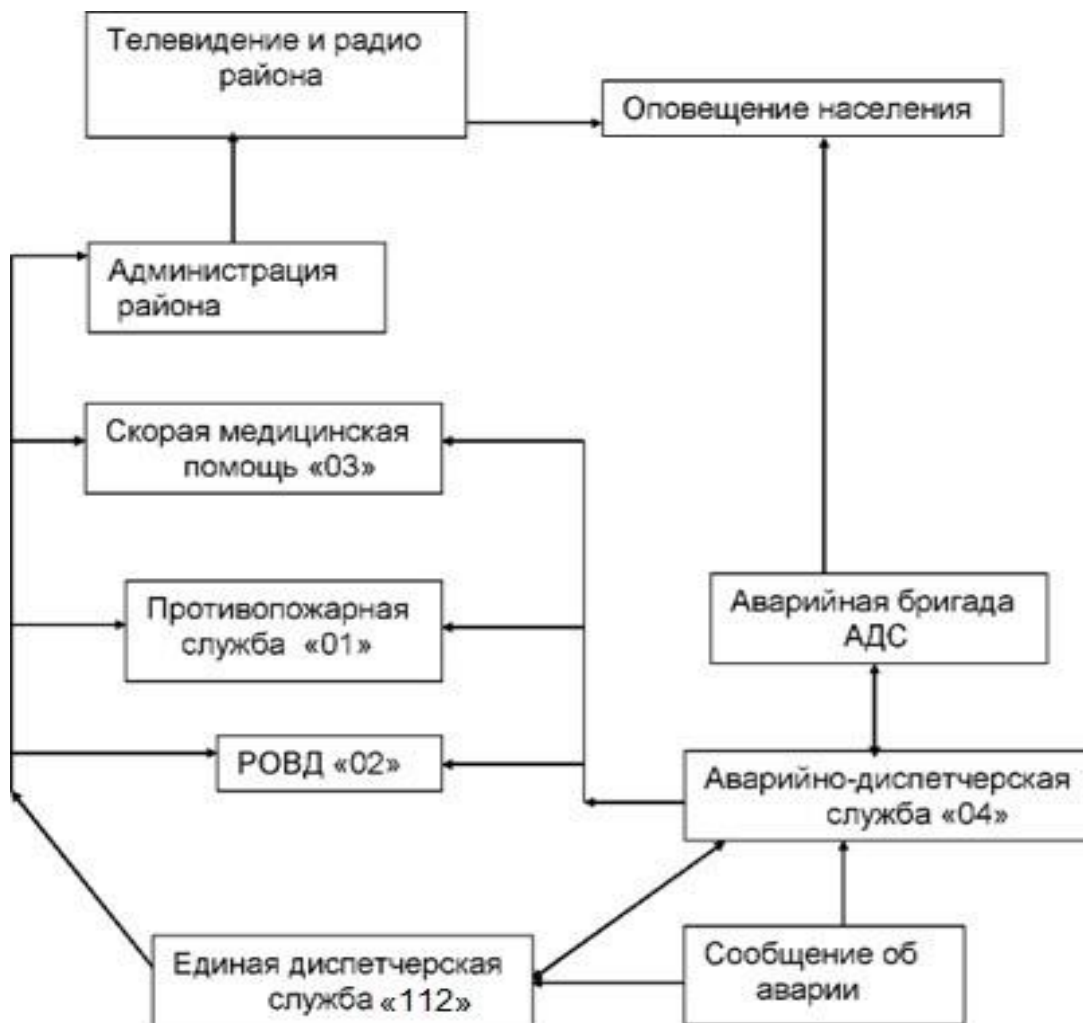 Телевидение и радио
района
Оповещение населения
Администрация
района
Скорая медицинская
помощь «03»
Противопожарная
служба «01»
Аварийная бригада
АДС
РОВД «02»
Аварийно-диспетчерская
служба «04»
Единая диспетчерская
служба «112»
Сообщение об
аварии